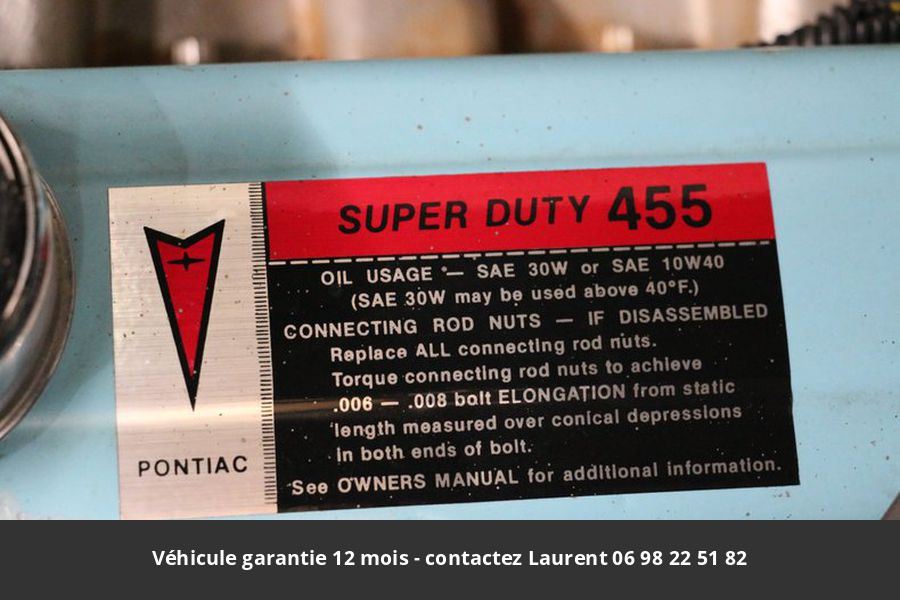 SUPER DUTY 455
OIL USAGE — SAE 30W or SAE 10W40
(SAE 30W may be used above 40°F.)
CONNECTING ROD NUTS — IF DISASSEMBLED
Replace ALL connecting rod nuts.
Torque connecting rod nuts to achieve
.006 — .008 bolt ELONGATION from static
length measured over conical depressions
in both ends of bolt.
See OWNERS MANUAL for additional information.
PONTIAC
Véhicule garantie 12 mois - contactez Laurent 06 98 22 51 82